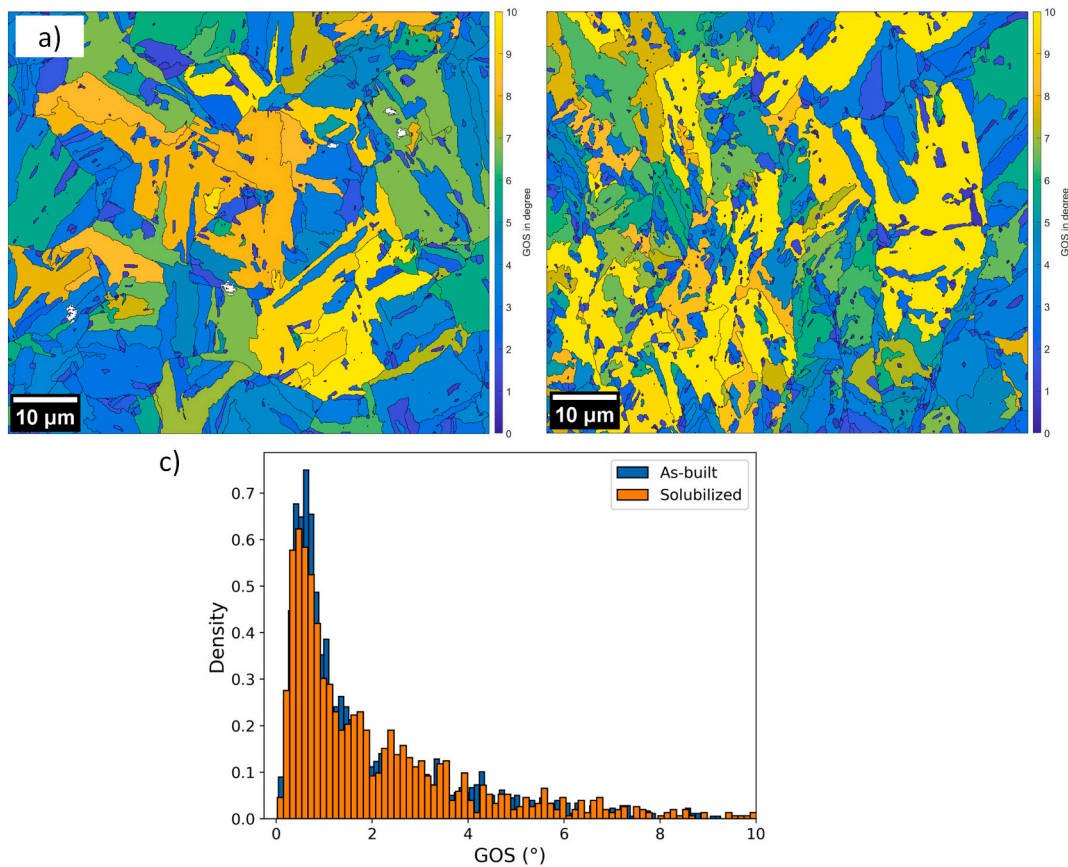 a)
10
9
8
7
6
5
4
3
2
1
0
GOS in degree
10 µm
10
9
8
7
6
5
4
3
2
1
0
GOS in degree
10 µm
c)
As-built
Solubilized
0.7
0.6
0.5
0.4
0.3
0.2
0.1
0.0
Density
0 2 4 6 8 10
GOS (°)